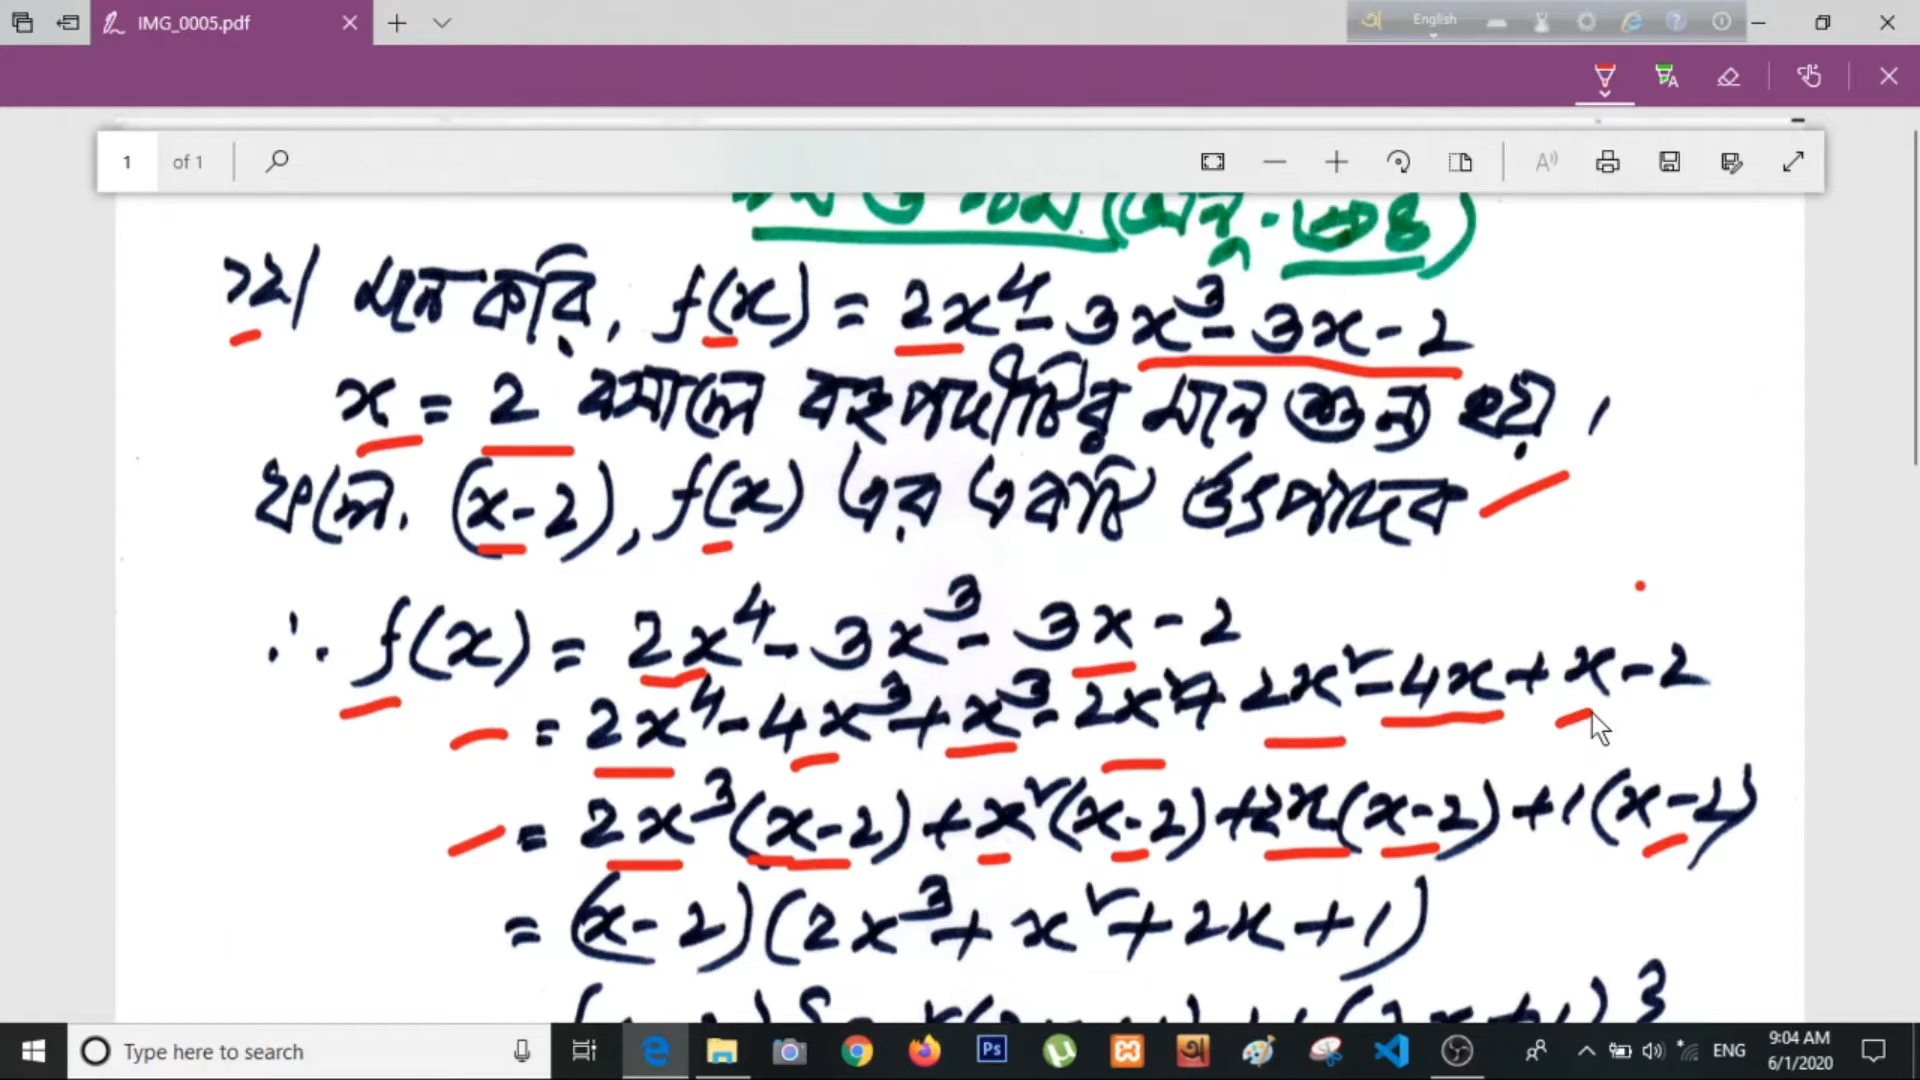 IMG_0005.pdf
English
1 of 1
১২। মনে করি, f(x) = 2x⁴ - 3x³ - 3x - 2
x = 2 বসালে বহুপদীটির মান শুন্য হয়।
ফলে, (x-2), f(x) এর একটি উৎপাদক
∴ f(x) = 2x⁴ - 3x³ - 3x - 2
= 2x⁴ - 4x³ + x³ - 2x² + 2x² - 4x + x - 2
= 2x³(x-2) + x²(x-2) + 2x(x-2) + 1(x-2)
= (x-2)(2x³ + x² + 2x + 1)
Type here to search
Ps
অ
ENG
9:04 AM
6/1/2020